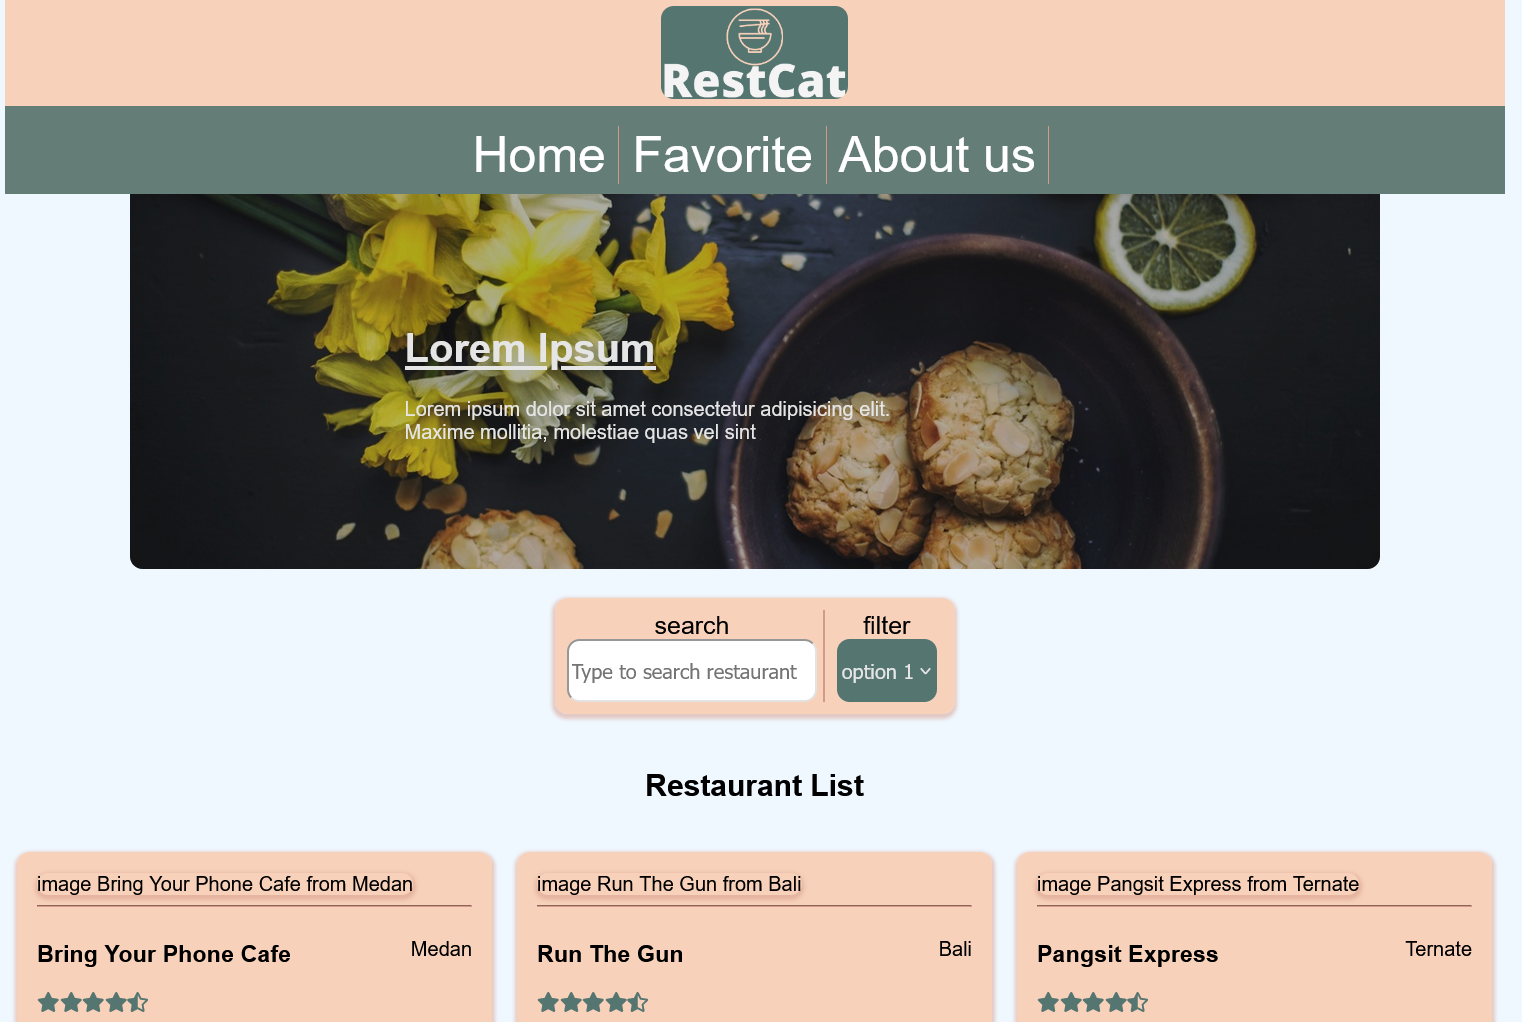 RestCat
Home Favorite About us
Lorem Ipsum
Lorem ipsum dolor sit amet consectetur adipisicing elit.
Maxime mollitia, molestiae quas vel sint
search filter
Type to search restaurant option 1
Restaurant List
image Bring Your Phone Cafe from Medan
Bring Your Phone Cafe Medan
image Run The Gun from Bali
Run The Gun Bali
image Pangsit Express from Ternate
Pangsit Express Ternate